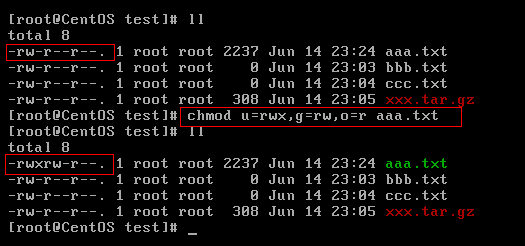 [root@CentOS test]# ll
total 8
-rw-r--r--. 1 root root 2237 Jun 14 23:24 aaa.txt
-rw-r--r--. 1 root root    0 Jun 14 23:03 bbb.txt
-rw-r--r--. 1 root root    0 Jun 14 23:04 ccc.txt
-rw-r--r--. 1 root root  308 Jun 14 23:05 xxx.tar.gz
[root@CentOS test]# chmod u=rwx,g=rw,o=r aaa.txt
[root@CentOS test]# ll
total 8
-rwxrw-r--. 1 root root 2237 Jun 14 23:24 aaa.txt
-rw-r--r--. 1 root root    0 Jun 14 23:03 bbb.txt
-rw-r--r--. 1 root root    0 Jun 14 23:04 ccc.txt
-rw-r--r--. 1 root root  308 Jun 14 23:05 xxx.tar.gz
[root@CentOS test]# _